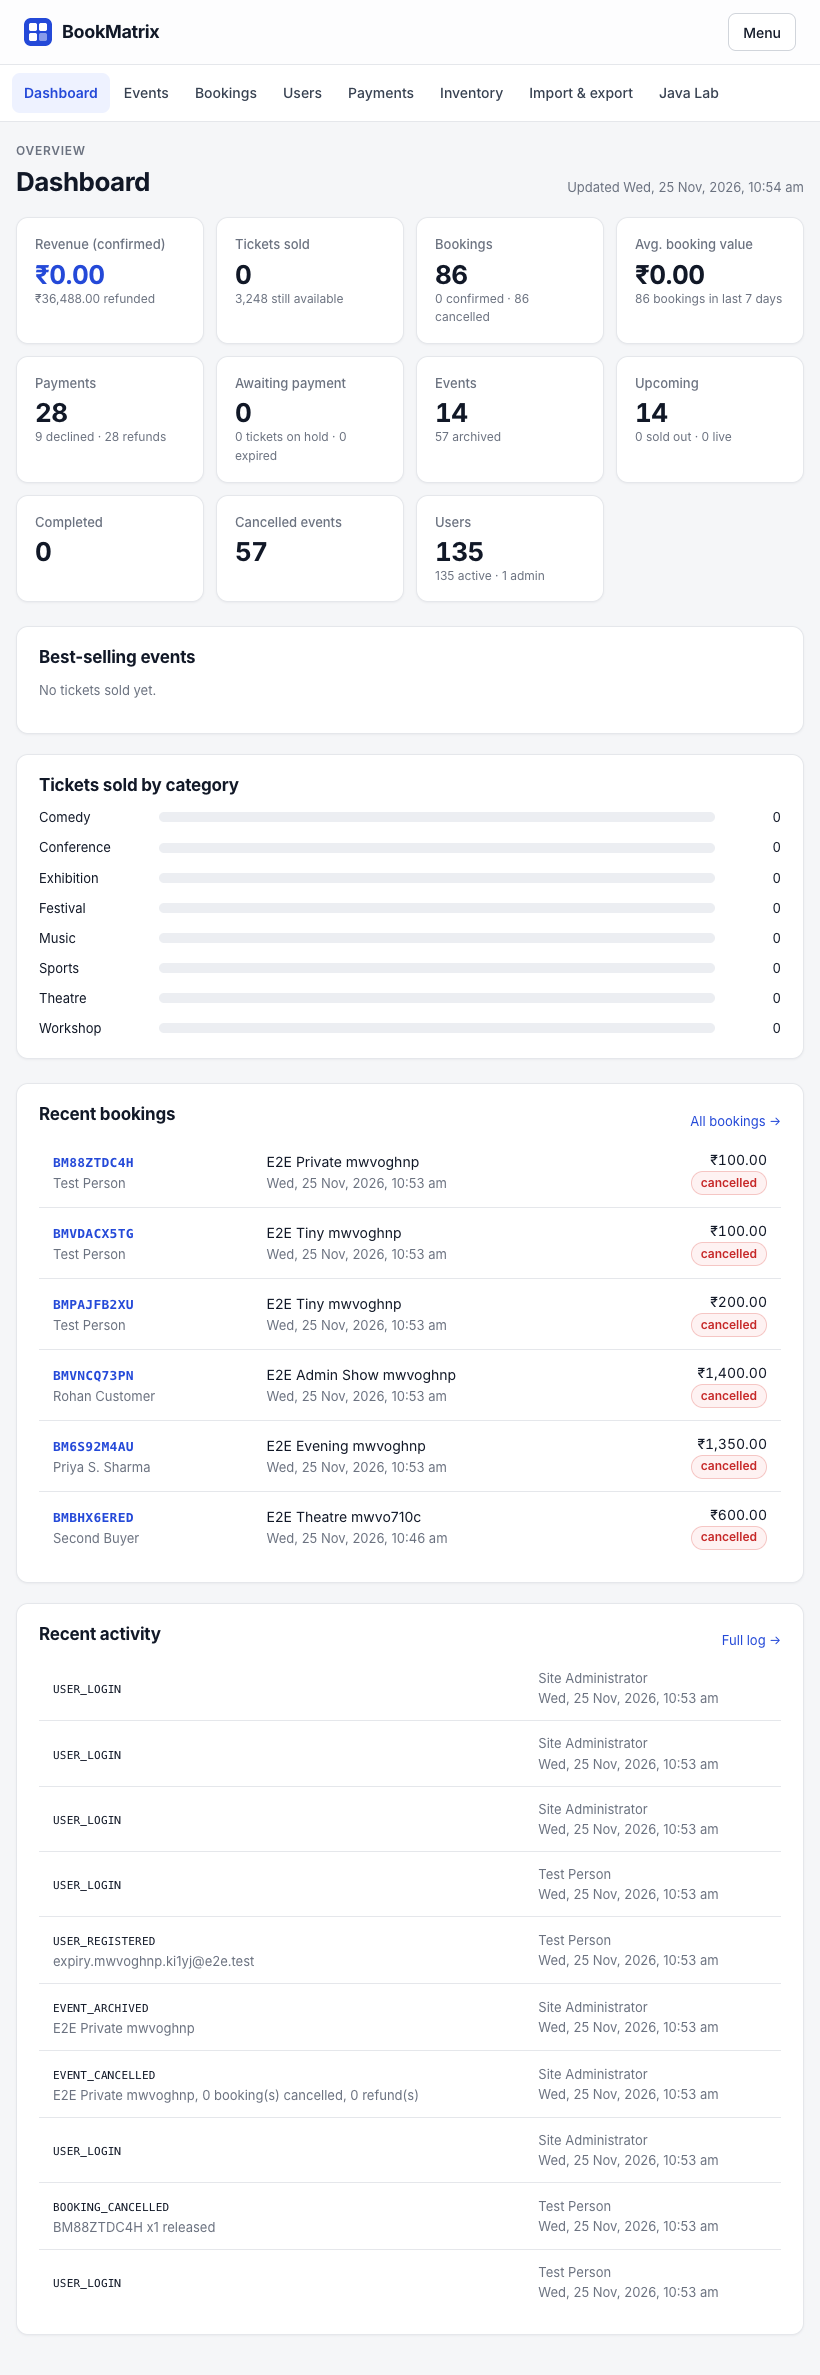 BookMatrix
Menu
Dashboard Events Bookings Users Payments Inventory Import & export Java Lab
OVERVIEW
Dashboard
Updated Wed, 25 Nov, 2026, 10:54 am
Revenue (confirmed)
₹0.00
₹36,488.00 refunded
Tickets sold
0
3,248 still available
Bookings
86
0 confirmed · 86
cancelled
Avg. booking value
₹0.00
86 bookings in last 7 days
Payments
28
9 declined · 28 refunds
Awaiting payment
0
0 tickets on hold · 0
expired
Events
14
57 archived
Upcoming
14
0 sold out · 0 live
Completed
0
Cancelled events
57
Users
135
135 active · 1 admin
Best-selling events
No tickets sold yet.
Tickets sold by category
Comedy 0
Conference 0
Exhibition 0
Festival 0
Music 0
Sports 0
Theatre 0
Workshop 0
Recent bookings
All bookings →
BM88ZTDC4H E2E Private mwvoghnp ₹100.00
Test Person Wed, 25 Nov, 2026, 10:53 am cancelled
BMVDACX5TG E2E Tiny mwvoghnp ₹100.00
Test Person Wed, 25 Nov, 2026, 10:53 am cancelled
BMPAJFB2XU E2E Tiny mwvoghnp ₹200.00
Test Person Wed, 25 Nov, 2026, 10:53 am cancelled
BMVNCQ73PN E2E Admin Show mwvoghnp ₹1,400.00
Rohan Customer Wed, 25 Nov, 2026, 10:53 am cancelled
BM6S92M4AU E2E Evening mwvoghnp ₹1,350.00
Priya S. Sharma Wed, 25 Nov, 2026, 10:53 am cancelled
BMBHX6ERED E2E Theatre mwvo710c ₹600.00
Second Buyer Wed, 25 Nov, 2026, 10:46 am cancelled
Recent activity
Full log →
USER_LOGIN
Site Administrator
Wed, 25 Nov, 2026, 10:53 am
USER_LOGIN
Site Administrator
Wed, 25 Nov, 2026, 10:53 am
USER_LOGIN
Site Administrator
Wed, 25 Nov, 2026, 10:53 am
USER_LOGIN
Test Person
Wed, 25 Nov, 2026, 10:53 am
USER_REGISTERED Test Person
expiry.mwvoghnp.ki1yj@e2e.test Wed, 25 Nov, 2026, 10:53 am
EVENT_ARCHIVED Site Administrator
E2E Private mwvoghnp Wed, 25 Nov, 2026, 10:53 am
EVENT_CANCELLED Site Administrator
E2E Private mwvoghnp, 0 booking(s) cancelled, 0 refund(s) Wed, 25 Nov, 2026, 10:53 am
USER_LOGIN
Site Administrator
Wed, 25 Nov, 2026, 10:53 am
BOOKING_CANCELLED Test Person
BM88ZTDC4H x1 released Wed, 25 Nov, 2026, 10:53 am
USER_LOGIN
Test Person
Wed, 25 Nov, 2026, 10:53 am